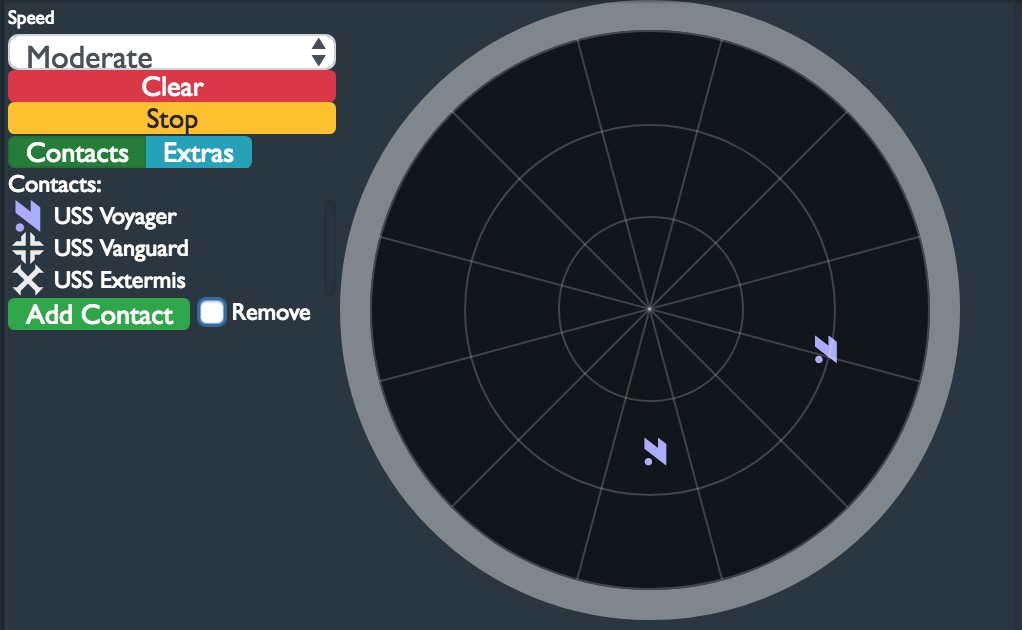 Speed
Moderate
Clear
Stop
Contacts Extras
Contacts:
USS Voyager
USS Vanguard
USS Extermis
Add Contact Remove